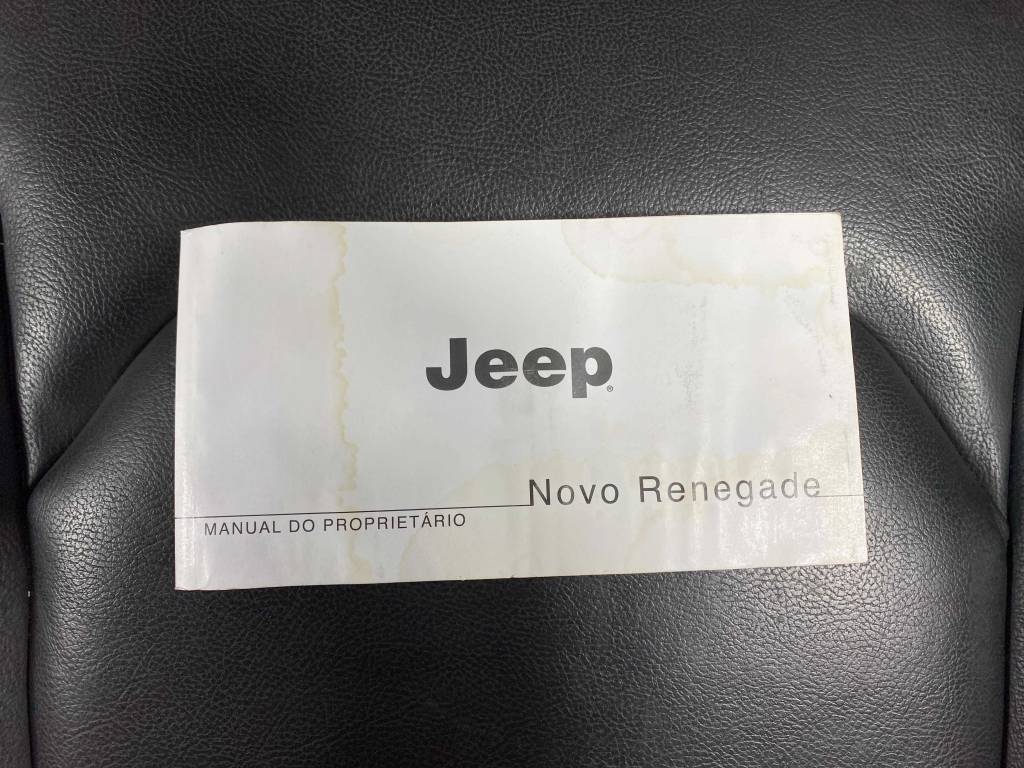 Jeep®
Novo Renegade
MANUAL DO PROPRIETÁRIO